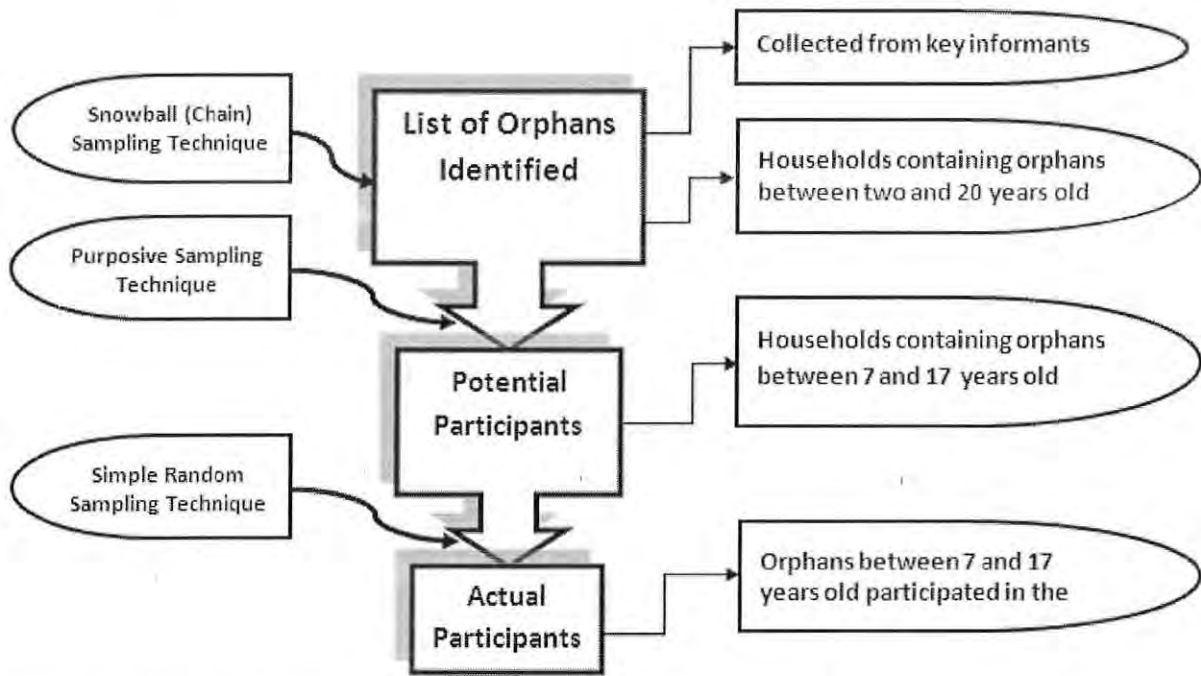 Collected from key informants
Snowball (Chain)
Sampling Technique
List of Orphans
Identified
Households containing orphans
between two and 20 years old
Purposive Sampling
Technique
Households containing orphans
between 7 and 17 years old
Potential
Participants
Simple Random
Sampling Technique
Orphans between 7 and 17
years old participated in the
Actual
Participants